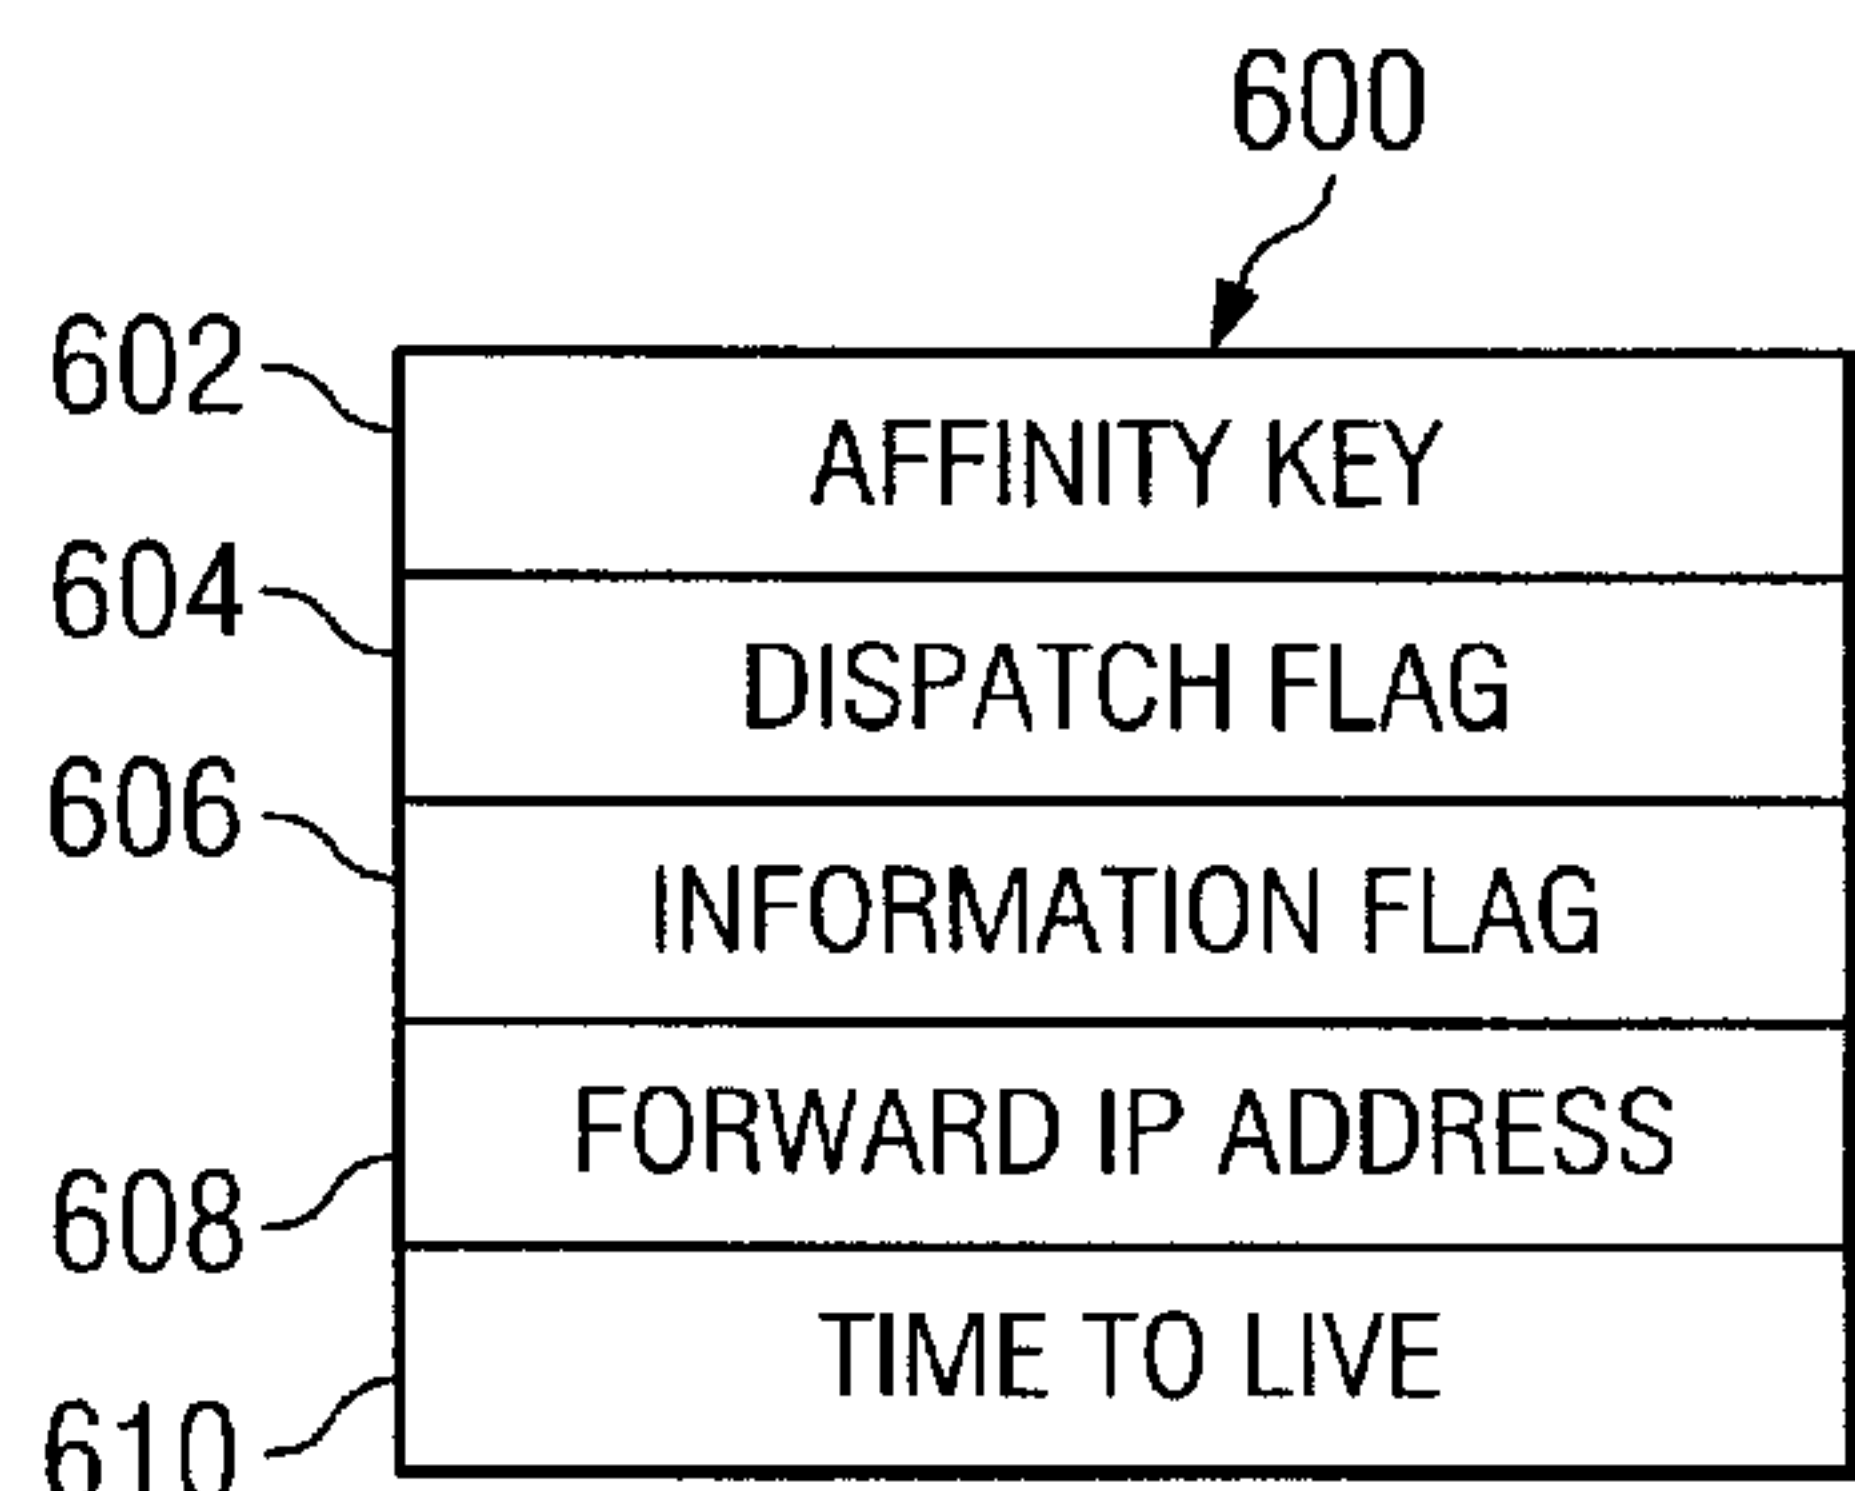 600
602
AFFINITY KEY
604
DISPATCH FLAG
606
INFORMATION FLAG
608
FORWARD IP ADDRESS
610
TIME TO LIVE